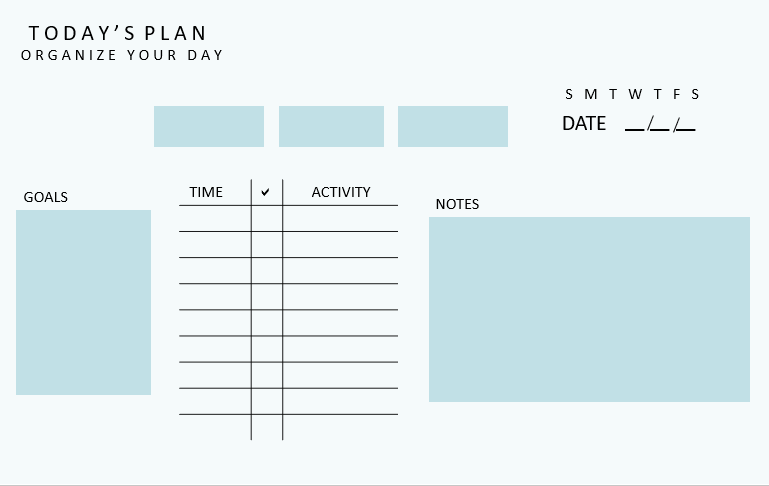 TODAY’S PLAN
ORGANIZE YOUR DAY
S M T W T F S
DATE __/__/__
GOALS
TIME ✓ ACTIVITY
NOTES